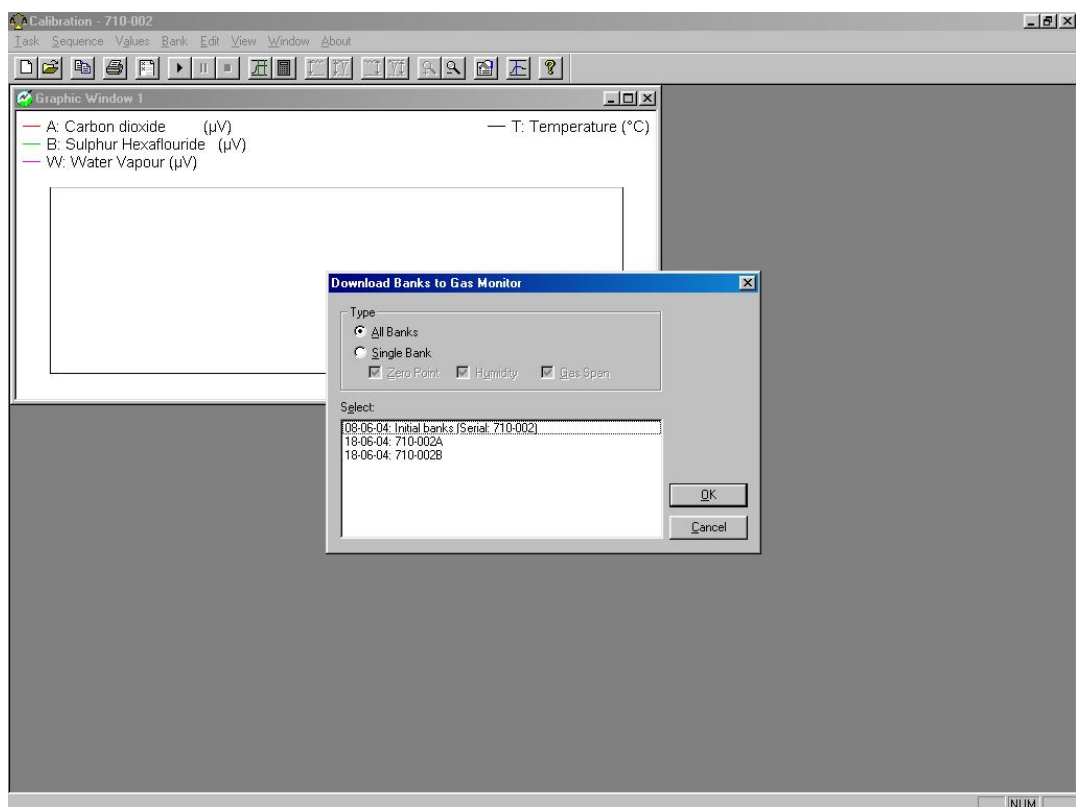 Calibration - 710-002
Task Sequence Values Bank Edit View Window About
Graphic Window 1
A: Carbon dioxide (µV)
T: Temperature (°C)
B: Sulphur Hexaflouride (µV)
W: Water Vapour (µV)
Download Banks to Gas Monitor
Type
All Banks
Single Bank
Zero Point Humidity Gas Span
Select:
08-06-04: Initial banks (Serial: 710-002)
18-06-04: 710-002A
18-06-04: 710-002B
OK
Cancel
NUM